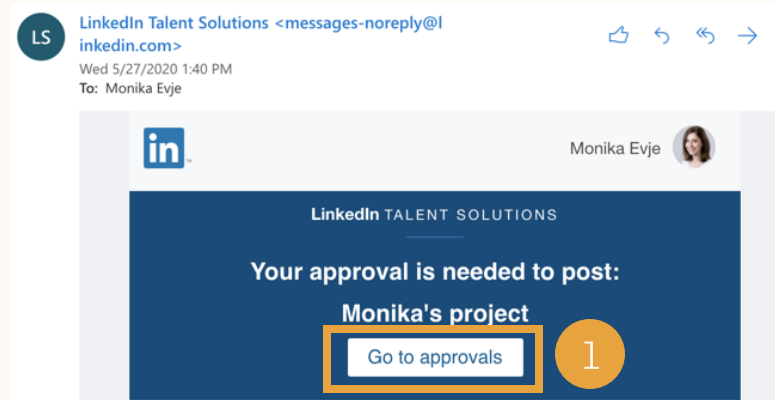 LS
LinkedIn Talent Solutions <messages-noreply@l
inkedin.com>
Wed 5/27/2020 1:40 PM
To: Monika Evje
in
™
Monika Evje
LinkedIn TALENT SOLUTIONS
Your approval is needed to post:
Monika's project
Go to approvals
1